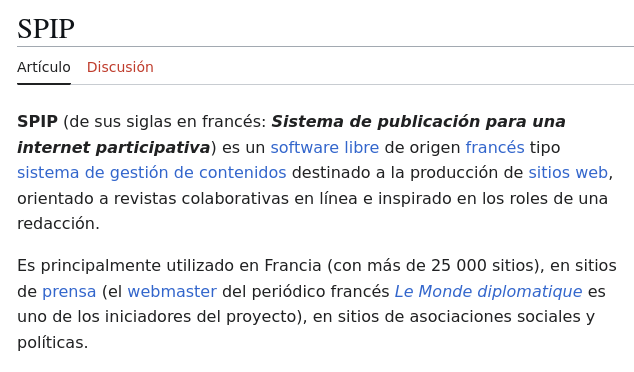 SPIP
Artículo Discusión
SPIP (de sus siglas en francés: Sistema de publicación para una
internet participativa) es un software libre de origen francés tipo
sistema de gestión de contenidos destinado a la producción de sitios web,
orientado a revistas colaborativas en línea e inspirado en los roles de una
redacción.
Es principalmente utilizado en Francia (con más de 25 000 sitios), en sitios
de prensa (el webmaster del periódico francés Le Monde diplomatique es
uno de los iniciadores del proyecto), en sitios de asociaciones sociales y
políticas.